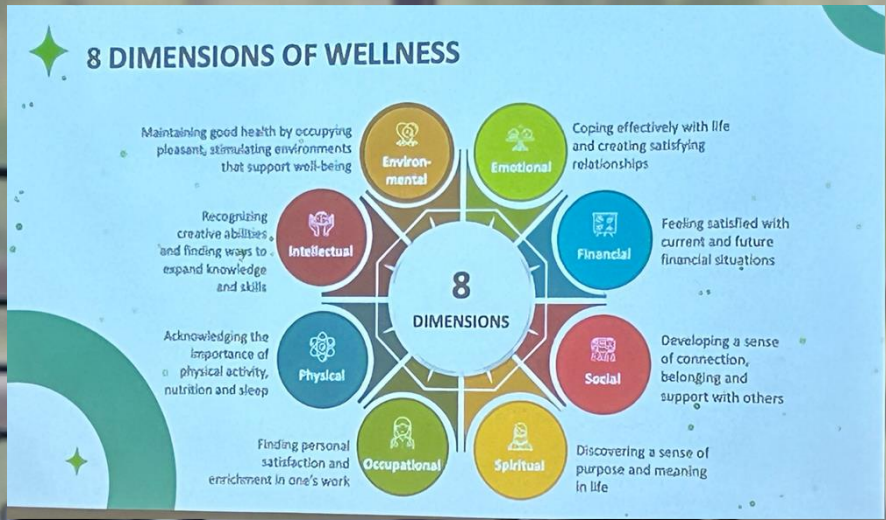 8 DIMENSIONS OF WELLNESS
Maintaining good health by occupying
pleasant, stimulating environments
that support well-being
Environ-
mental
Emotional
Coping effectively with life
and creating satisfying
relationships
Recognizing
creative abilities
and finding ways to
expand knowledge
and skills
Intellectual
Financial
Feeling satisfied with
current and future
financial situations
8
DIMENSIONS
Acknowledging the
importance of
physical activity,
nutrition and sleep
Physical
Social
Developing a sense
of connection,
belonging and
support with others
Finding personal
satisfaction and
enrichment in one's work
Occupational
Spiritual
Discovering a sense of
purpose and meaning
in life